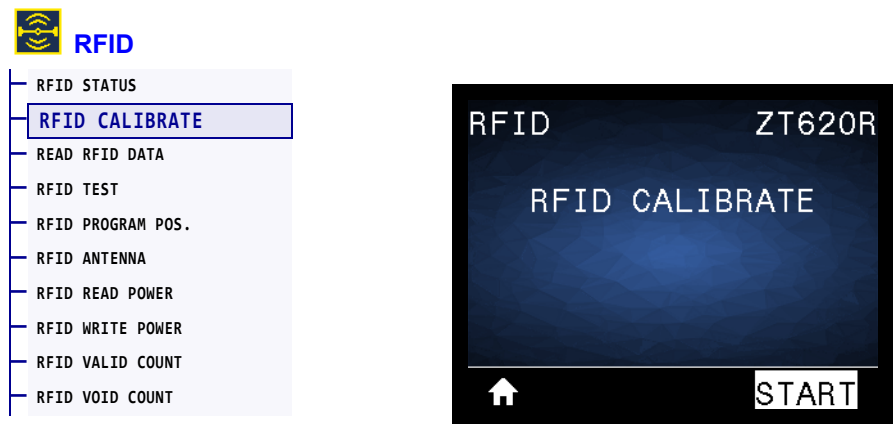 RFID
RFID STATUS
RFID CALIBRATE
READ RFID DATA
RFID TEST
RFID PROGRAM POS.
RFID ANTENNA
RFID READ POWER
RFID WRITE POWER
RFID VALID COUNT
RFID VOID COUNT
RFID ZT620R
RFID CALIBRATE
START